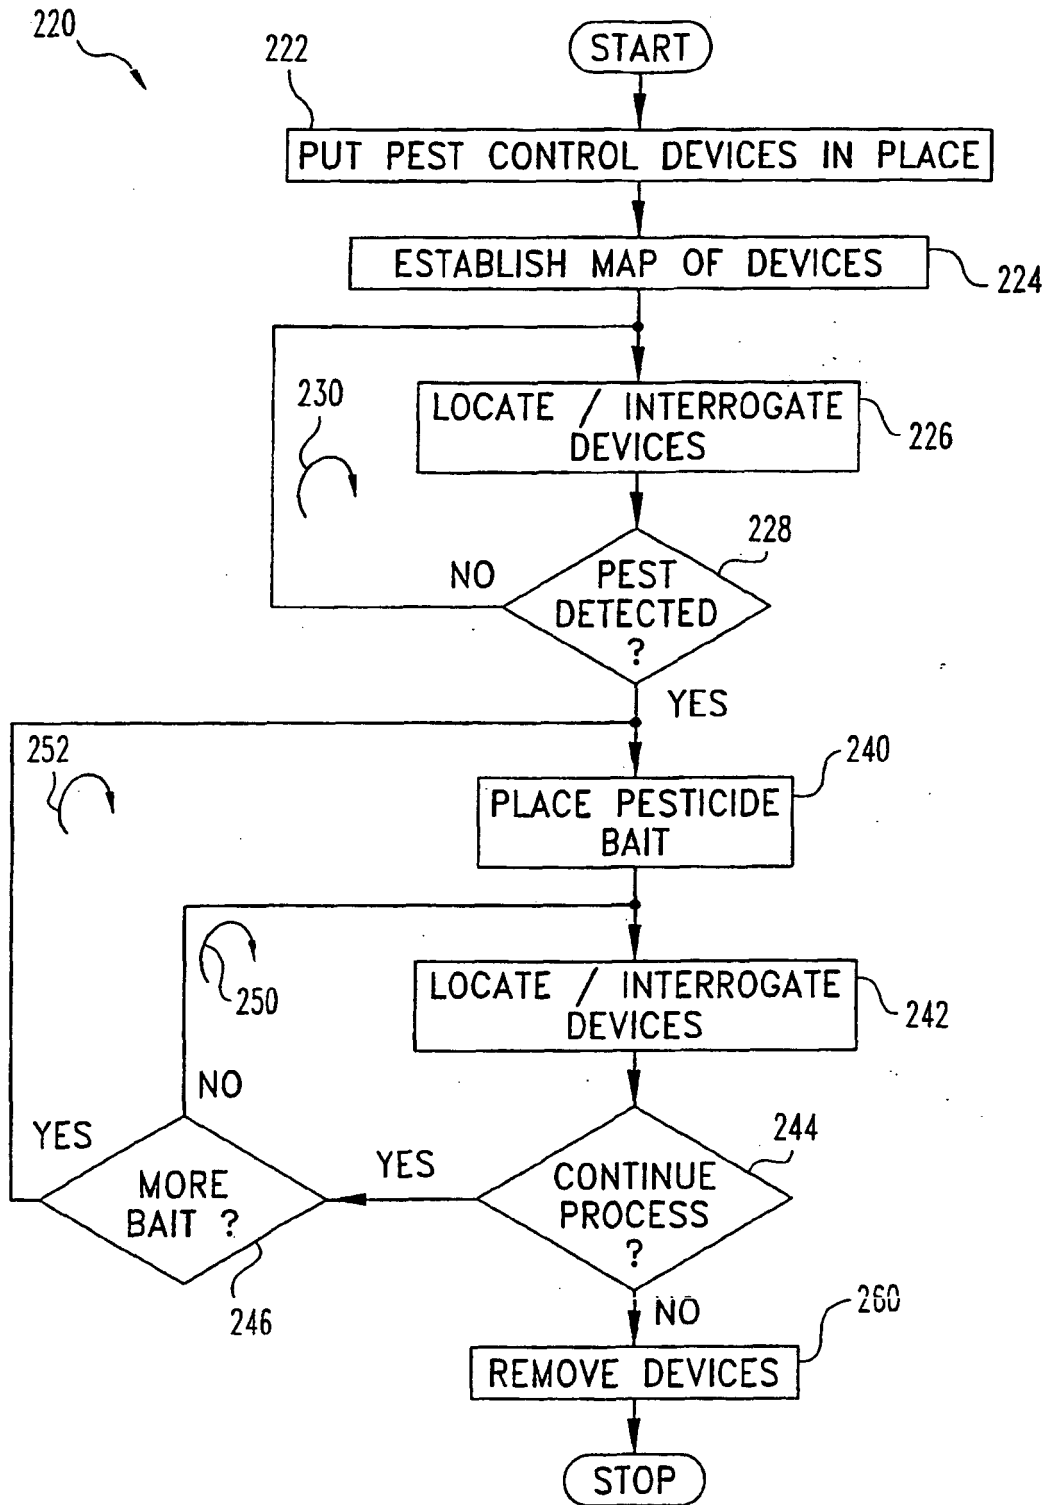 220
START
222
PUT PEST CONTROL DEVICES IN PLACE
ESTABLISH MAP OF DEVICES
224
230
LOCATE / INTERROGATE
DEVICES
226
228
NO
PEST
DETECTED
?
YES
252
240
PLACE PESTICIDE
BAIT
250
LOCATE / INTERROGATE
DEVICES
242
NO
YES
244
YES
MORE
BAIT ?
CONTINUE
PROCESS
?
246
NO
260
REMOVE DEVICES
STOP